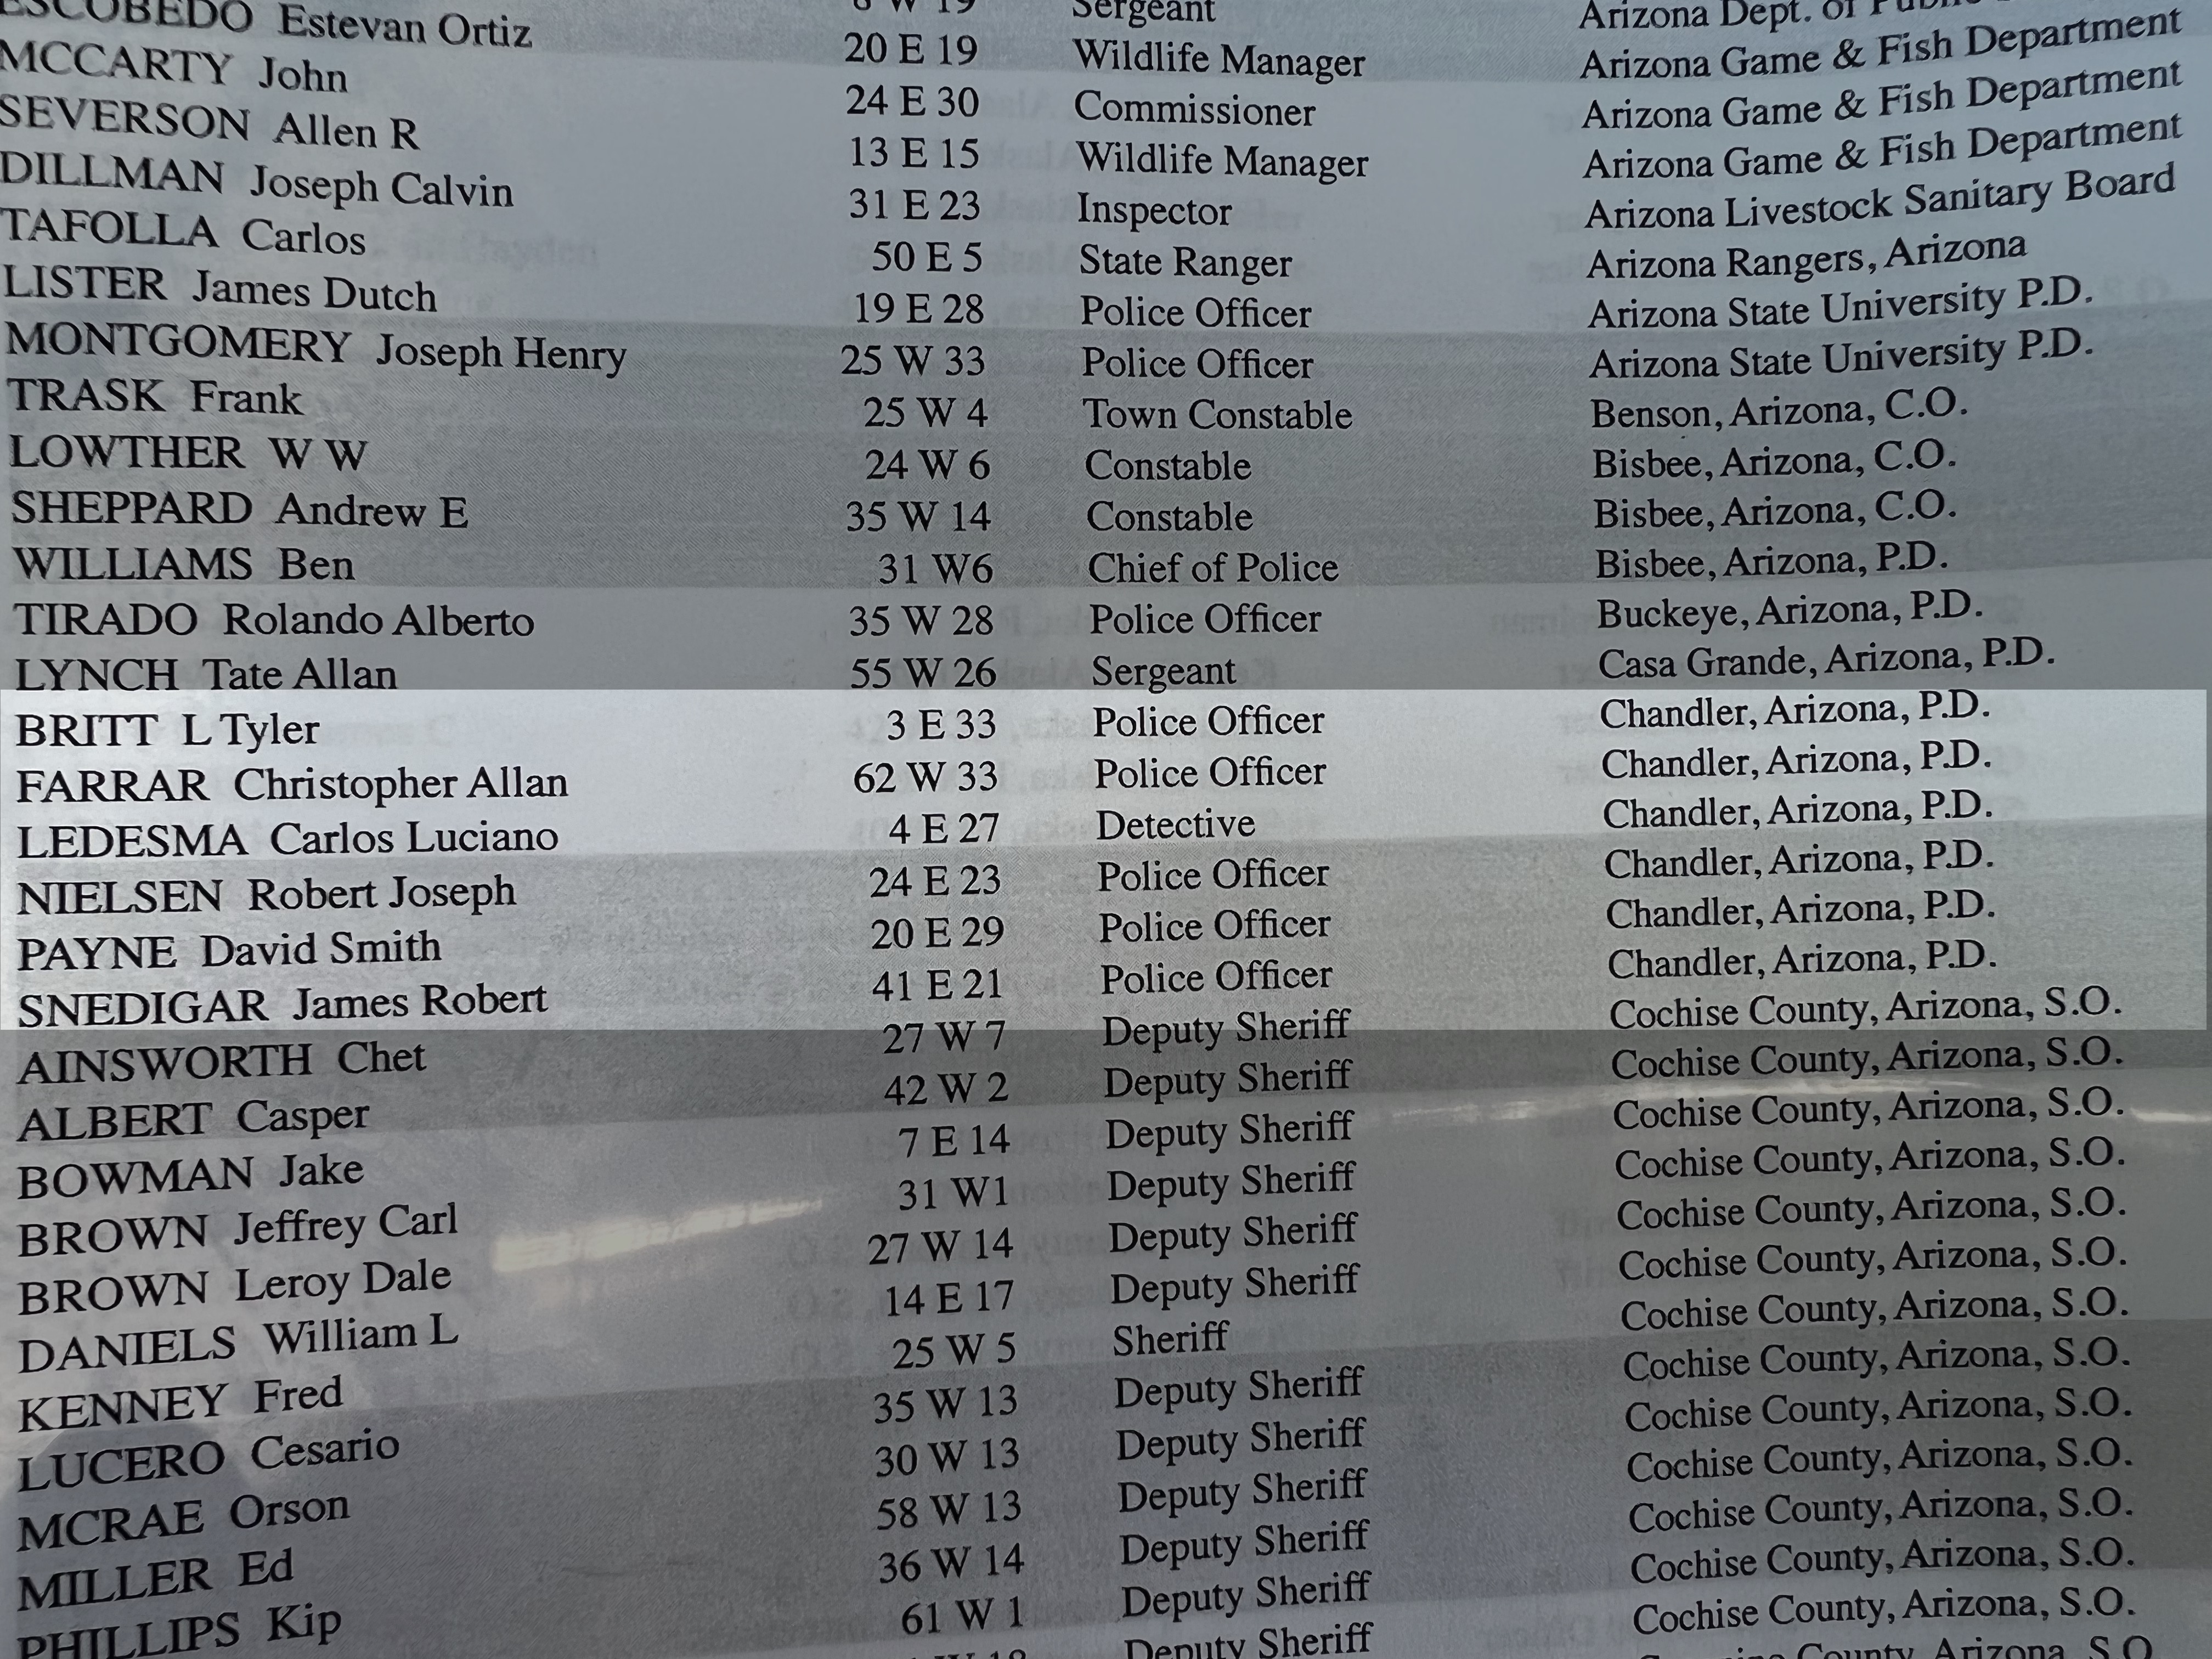 Sergeant Arizona Dept. of
ESCOBEDO Estevan Ortiz 20 E 19 Wildlife Manager Arizona Game & Fish Department
MCCARTY John 24 E 30 Commissioner Arizona Game & Fish Department
SEVERSON Allen R 13 E 15 Wildlife Manager Arizona Game & Fish Department
DILLMAN Joseph Calvin 31 E 23 Inspector Arizona Livestock Sanitary Board
TAFOLLA Carlos 50 E 5 State Ranger Arizona Rangers, Arizona
LISTER James Dutch 19 E 28 Police Officer Arizona State University P.D.
MONTGOMERY Joseph Henry 25 W 33 Police Officer Arizona State University P.D.
TRASK Frank 25 W 4 Town Constable Benson, Arizona, C.O.
LOWTHER W W 24 W 6 Constable Bisbee, Arizona, C.O.
SHEPPARD Andrew E 35 W 14 Constable Bisbee, Arizona, C.O.
WILLIAMS Ben 31 W6 Chief of Police Bisbee, Arizona, P.D.
TIRADO Rolando Alberto 35 W 28 Police Officer Buckeye, Arizona, P.D.
LYNCH Tate Allan 55 W 26 Sergeant Casa Grande, Arizona, P.D.
BRITT L Tyler 3 E 33 Police Officer Chandler, Arizona, P.D.
FARRAR Christopher Allan 62 W 33 Police Officer Chandler, Arizona, P.D.
LEDESMA Carlos Luciano 4 E 27 Detective Chandler, Arizona, P.D.
NIELSEN Robert Joseph 24 E 23 Police Officer Chandler, Arizona, P.D.
PAYNE David Smith 20 E 29 Police Officer Chandler, Arizona, P.D.
SNEDIGAR James Robert 41 E 21 Police Officer Chandler, Arizona, P.D.
AINSWORTH Chet 27 W 7 Deputy Sheriff Cochise County, Arizona, S.O.
ALBERT Casper 42 W 2 Deputy Sheriff Cochise County, Arizona, S.O.
BOWMAN Jake 7 E 14 Deputy Sheriff Cochise County, Arizona, S.O.
BROWN Jeffrey Carl 31 W1 Deputy Sheriff Cochise County, Arizona, S.O.
BROWN Leroy Dale 27 W 14 Deputy Sheriff Cochise County, Arizona, S.O.
DANIELS William L 14 E 17 Deputy Sheriff Cochise County, Arizona, S.O.
KENNEY Fred 25 W 5 Sheriff Cochise County, Arizona, S.O.
LUCERO Cesario 35 W 13 Deputy Sheriff Cochise County, Arizona, S.O.
MCRAE Orson 30 W 13 Deputy Sheriff Cochise County, Arizona, S.O.
MILLER Ed 58 W 13 Deputy Sheriff Cochise County, Arizona, S.O.
PHILLIPS Kip 36 W 14 Deputy Sheriff Cochise County, Arizona, S.O.
61 W 1 Deputy Sheriff Cochise County, Arizona, S.O.
Deputy Sheriff Cochise County, Arizona, S.O.